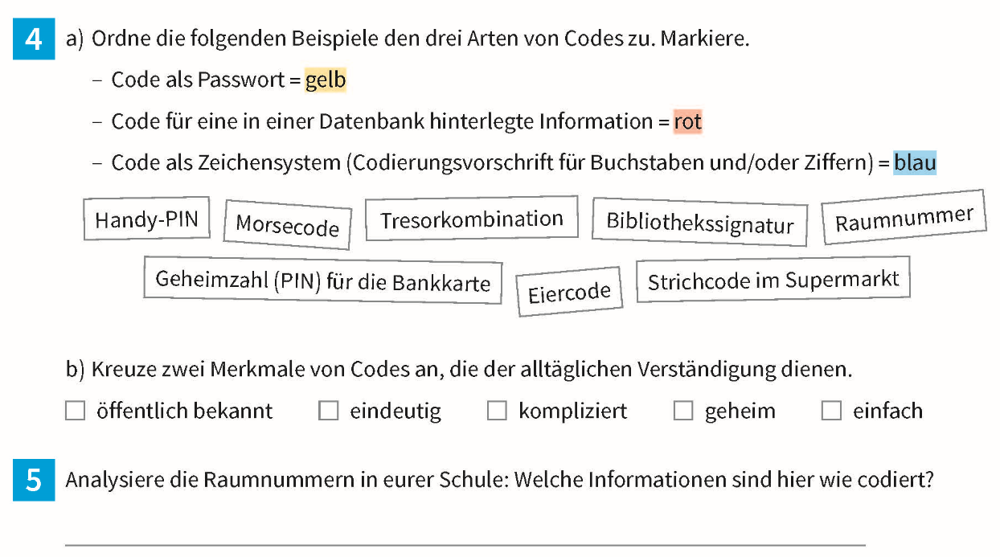 4 a) Ordne die folgenden Beispiele den drei Arten von Codes zu. Markiere.
– Code als Passwort = gelb
– Code für eine in einer Datenbank hinterlegte Information = rot
– Code als Zeichensystem (Codierungsvorschrift für Buchstaben und/oder Ziffern) = blau
Handy-PIN Morsecode Tresorkombination Bibliothekssignatur Raumnummer
Geheimzahl (PIN) für die Bankkarte Eiercode Strichcode im Supermarkt
b) Kreuze zwei Merkmale von Codes an, die der alltäglichen Verständigung dienen.
☐ öffentlich bekannt ☐ eindeutig ☐ kompliziert ☐ geheim ☐ einfach
5 Analysiere die Raumnummern in eurer Schule: Welche Informationen sind hier wie codiert?